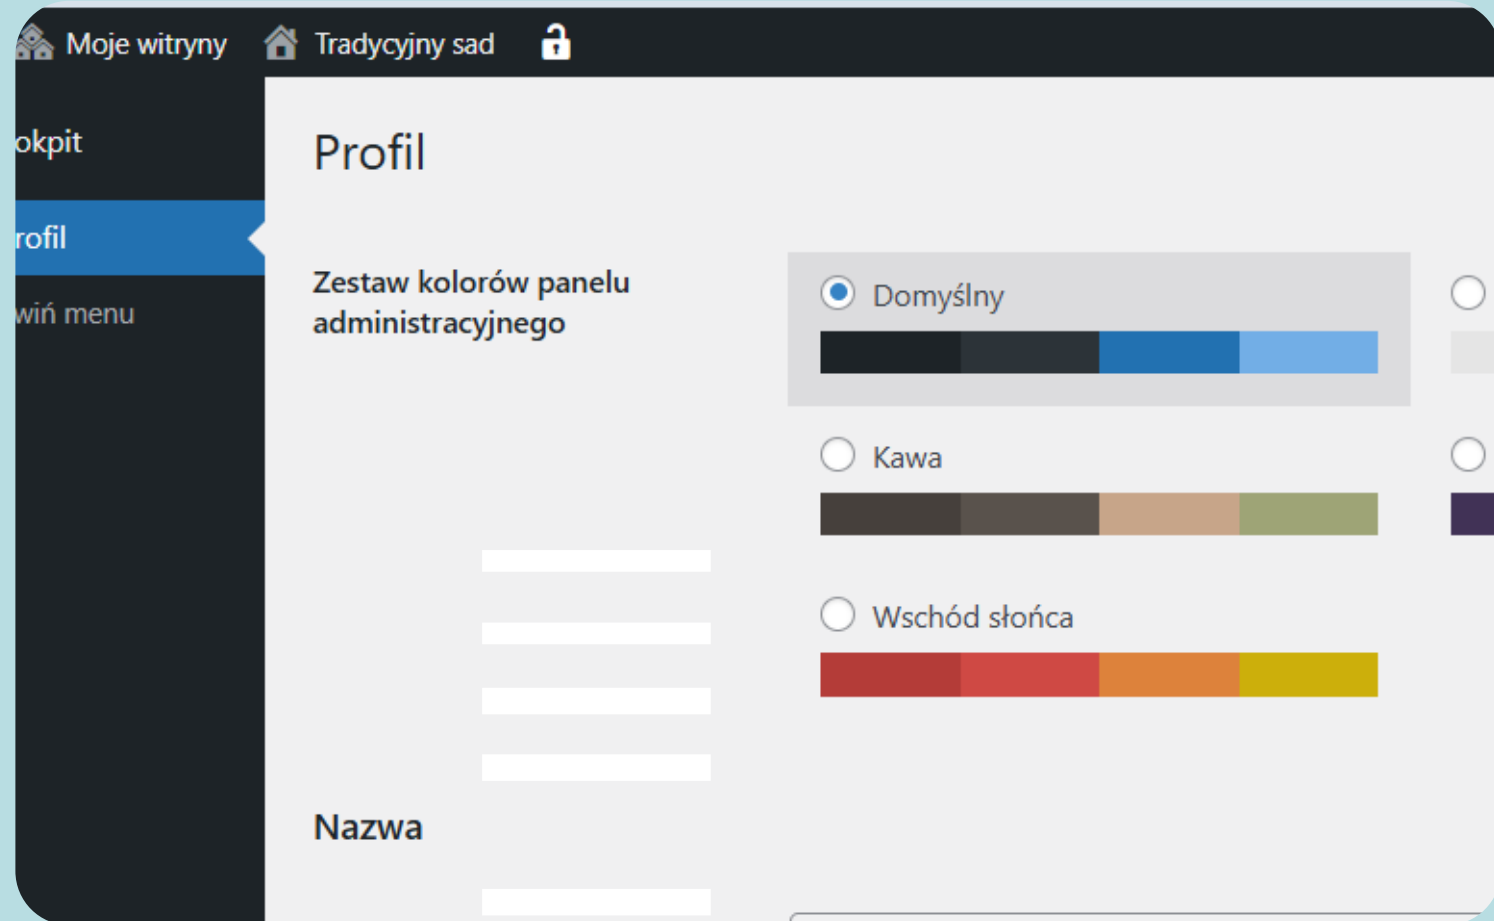 Moje witryny Tradycyjny sad
okpit
rofil
wiń menu
Profil
Zestaw kolorów panelu
administracyjnego
Domyślny
Kawa
Wschód słońca
Nazwa